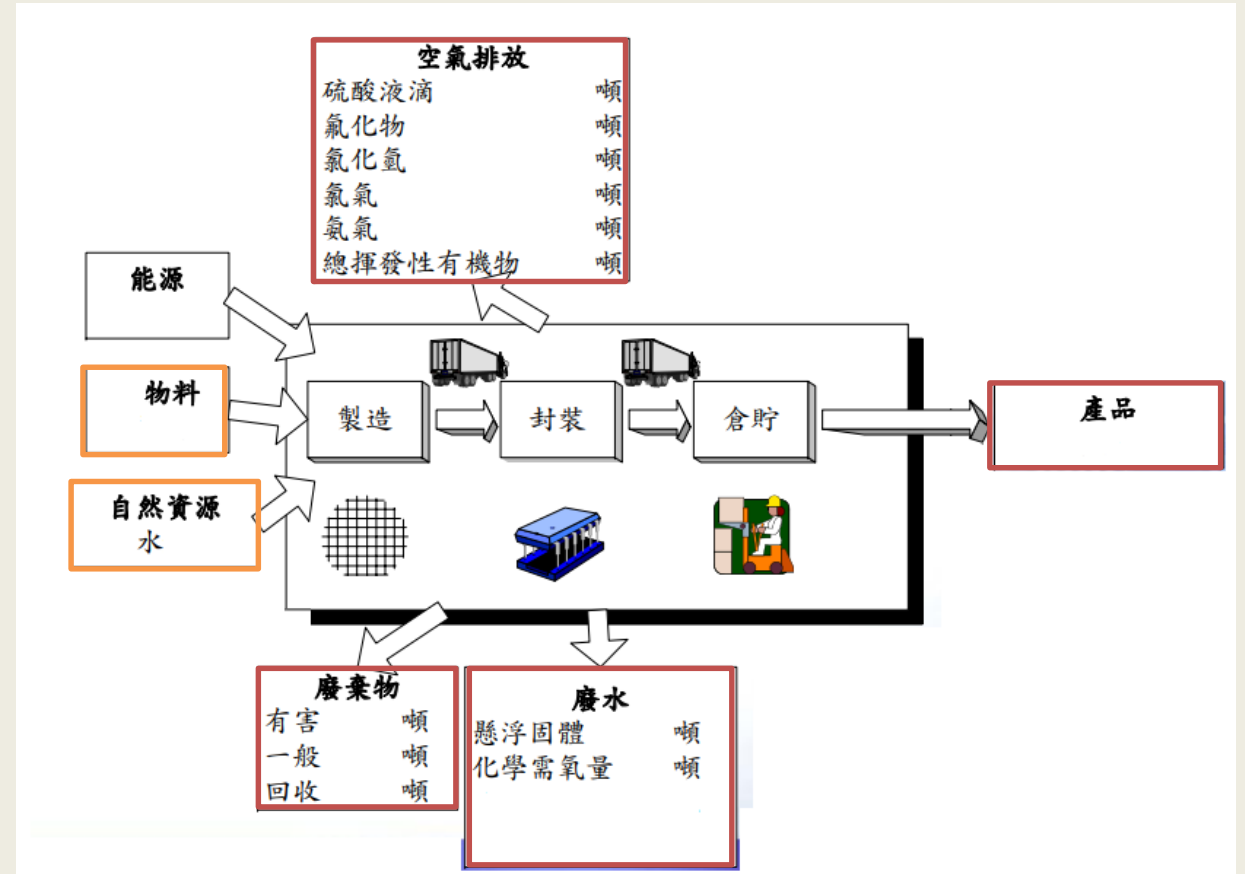 空氣排放
硫酸液滴 噸
氟化物 噸
氯化氫 噸
氯氣 噸
氨氣 噸
總揮發性有機物 噸
能源
物料
自然資源
水
製造
封裝
倉貯
產品
廢棄物
有害 噸
一般 噸
回收 噸
廢水
懸浮固體 噸
化學需氧量 噸